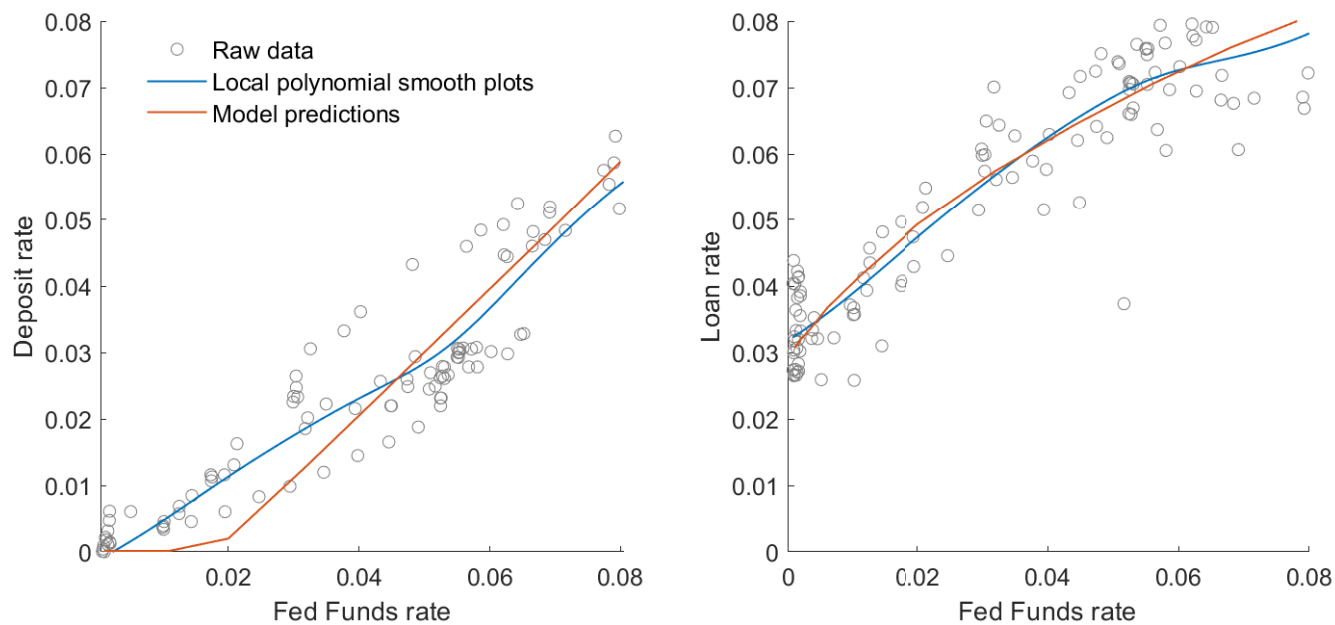 0.08
0.07
0.06
0.05
0.04
0.03
0.02
0.01
0
Deposit rate
Raw data
Local polynomial smooth plots
Model predictions
0.02 0.04 0.06 0.08
Fed Funds rate
0.08
0.07
0.06
0.05
0.04
0.03
0.02
0.01
0
Loan rate
0 0.02 0.04 0.06 0.08
Fed Funds rate